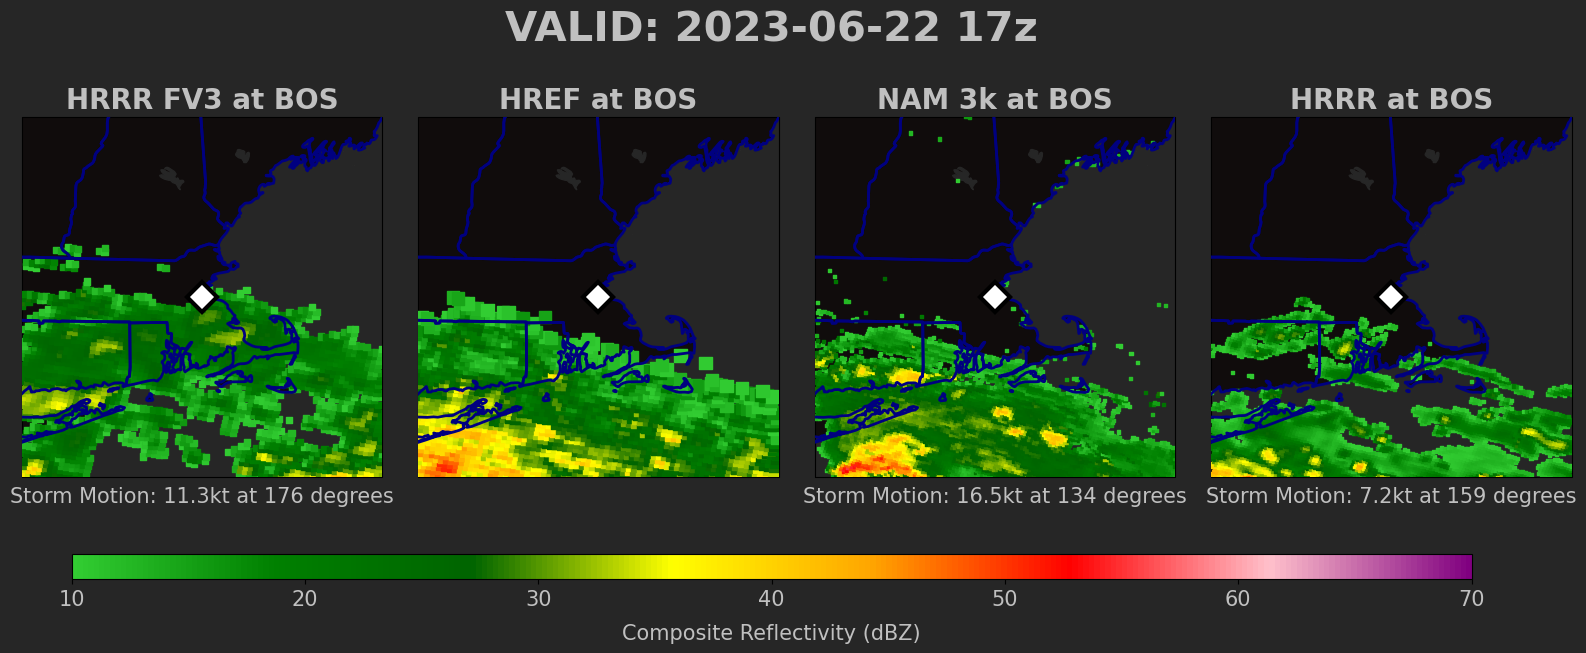 VALID: 2023-06-22 17z
HRRR FV3 at BOS
HREF at BOS
NAM 3k at BOS
HRRR at BOS
Storm Motion: 11.3kt at 176 degrees
Storm Motion: 16.5kt at 134 degrees
Storm Motion: 7.2kt at 159 degrees
10 20 30 40 50 60 70
Composite Reflectivity (dBZ)